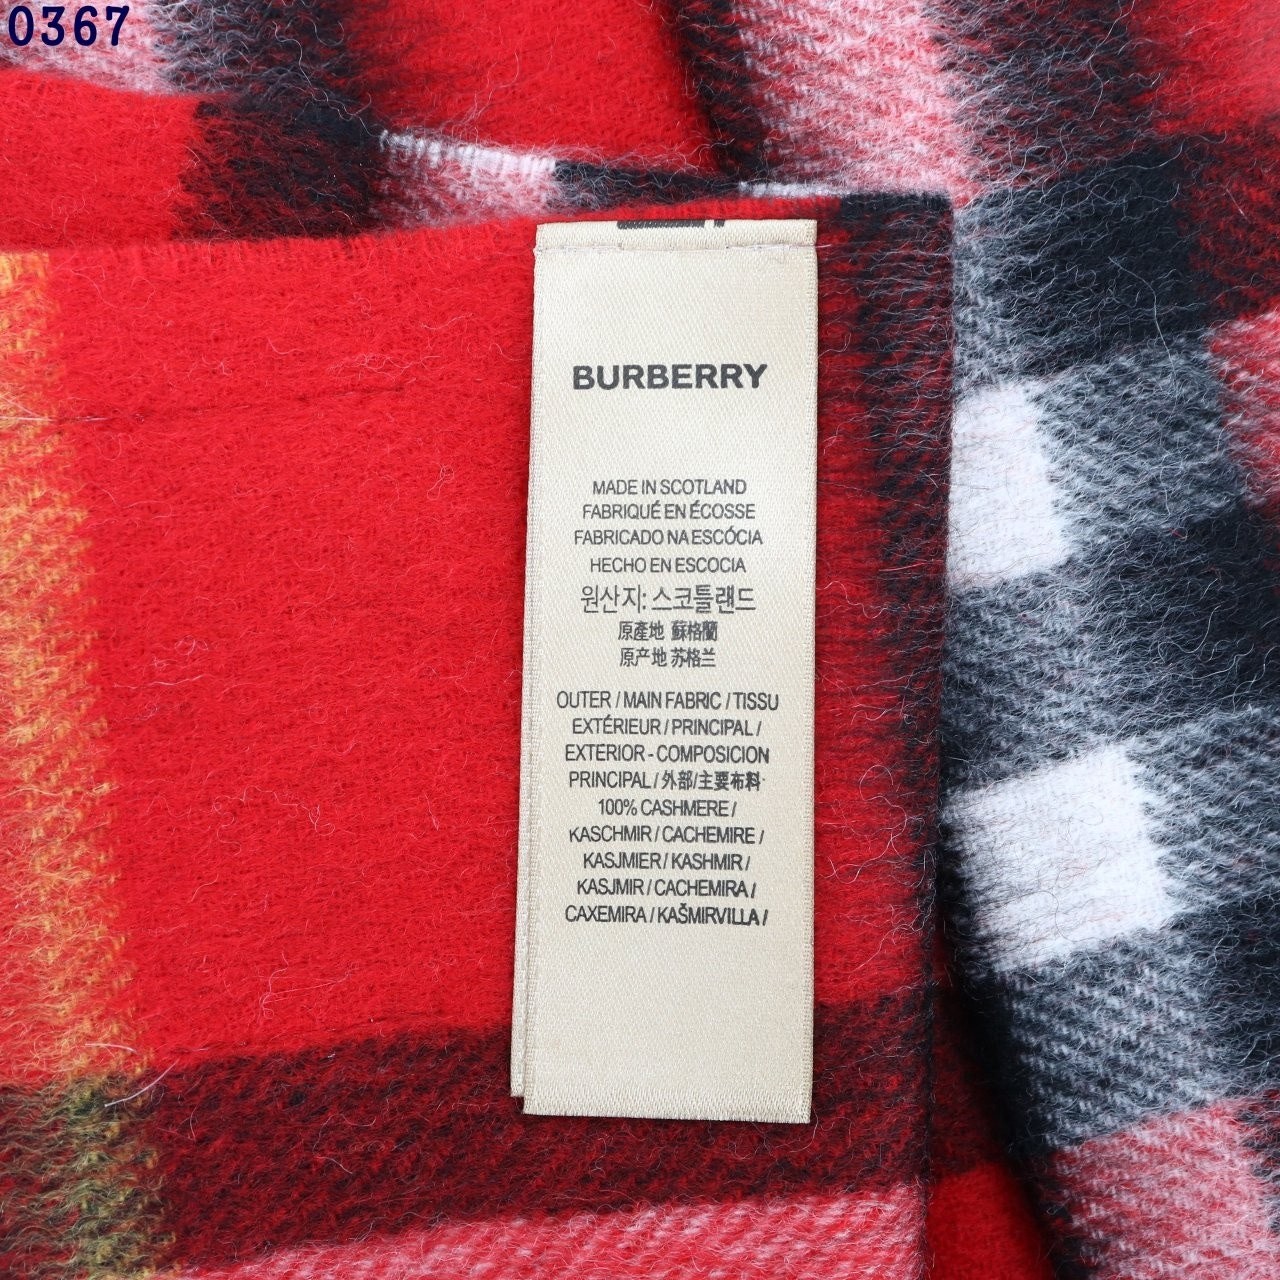 0367
BURBERRY
MADE IN SCOTLAND
FABRIQUÉ EN ÉCOSSE
FABRICADO NA ESCÓCIA
HECHO EN ESCOCIA
원산지: 스코틀랜드
原產地 蘇格蘭
原产地 苏格兰
OUTER / MAIN FABRIC / TISSU
EXTÉRIEUR / PRINCIPAL /
EXTERIOR - COMPOSICION
PRINCIPAL / 外部/主要布料
100% CASHMERE /
KASCHMIR / CACHEMIRE /
KASJMIER / KASHMIR /
KASJMIR / CACHEMIRA /
CAXEMIRA / KAŠMIRVILLA /